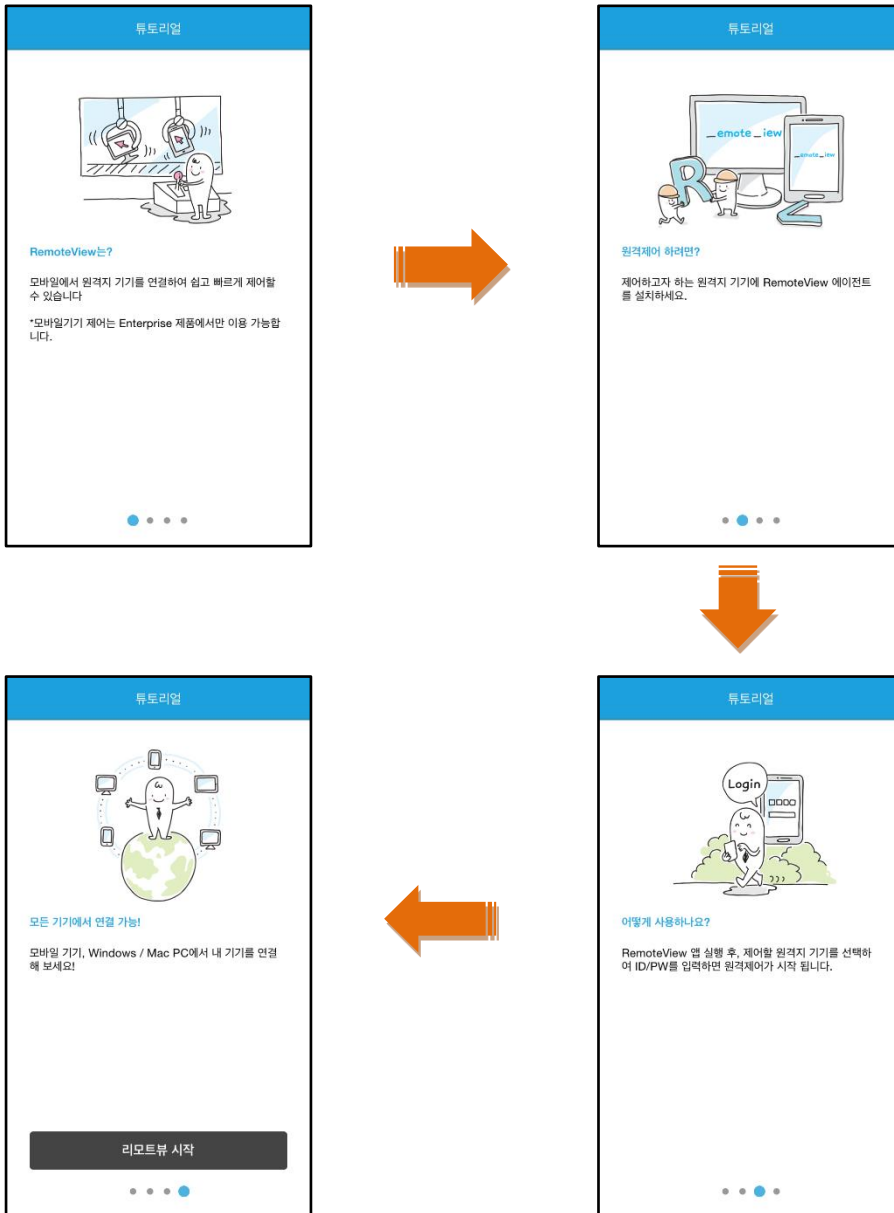 튜토리얼
RemoteView는?
모바일에서 원격지 기기를 연결하여 쉽고 빠르게 제어할
수 있습니다
*모바일기기 제어는 Enterprise 제품에서만 이용 가능합
니다.
튜토리얼
_emote_iew
_emote_iew
R
V
원격제어 하려면?
제어하고자 하는 원격지 기기에 RemoteView 에이전트
를 설치하세요.
튜토리얼
Login
어떻게 사용하나요?
RemoteView 앱 실행 후, 제어할 원격지 기기를 선택하
여 ID/PW를 입력하면 원격제어가 시작 됩니다.
튜토리얼
모든 기기에서 연결 가능!
모바일 기기, Windows / Mac PC에서 내 기기를 연결
해 보세요!
리모트뷰 시작